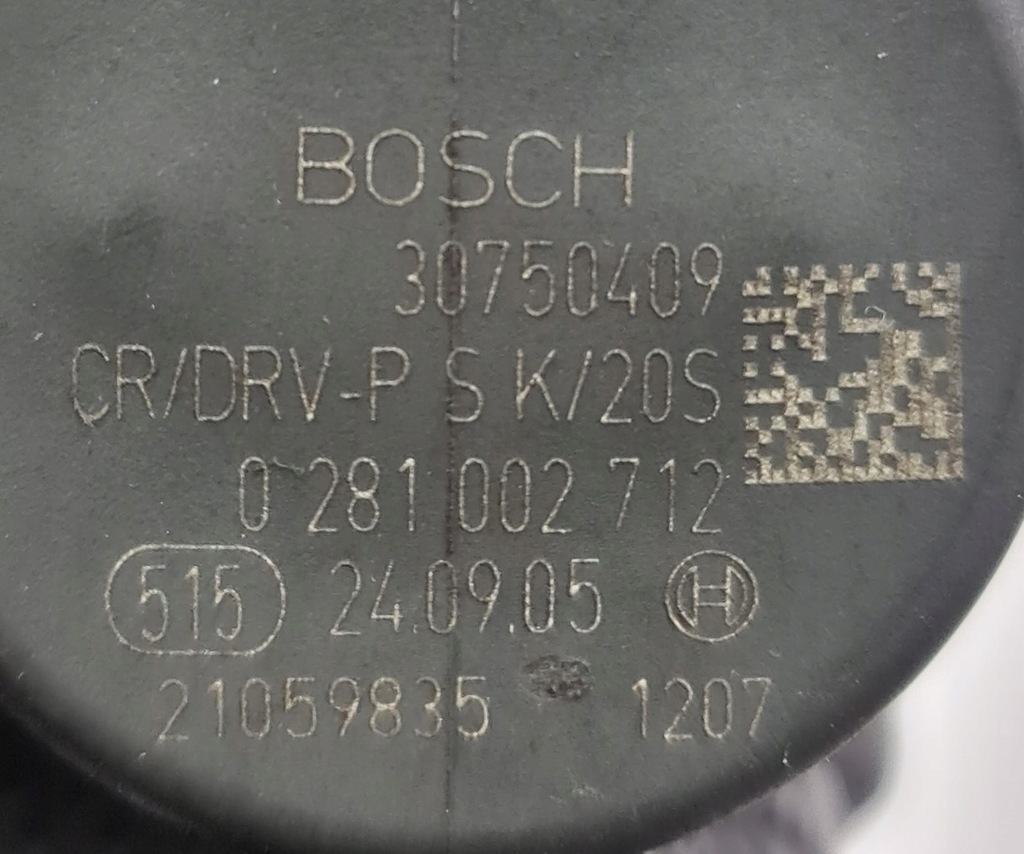 BOSCH
30750409
CR/DRV-P S K/20S
0 281 002 712
515 24.09.05 H
21059835 1207